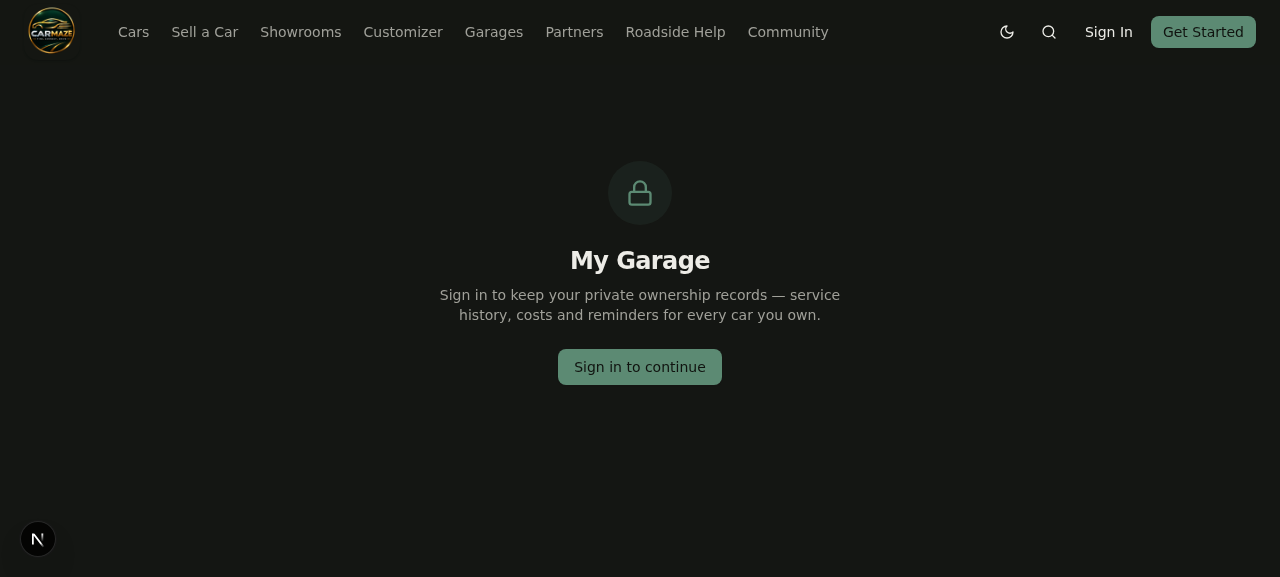 CARMAZE
Cars
Sell a Car
Showrooms
Customizer
Garages
Partners
Roadside Help
Community
Sign In
Get Started
My Garage
Sign in to keep your private ownership records — service
history, costs and reminders for every car you own.
Sign in to continue
N